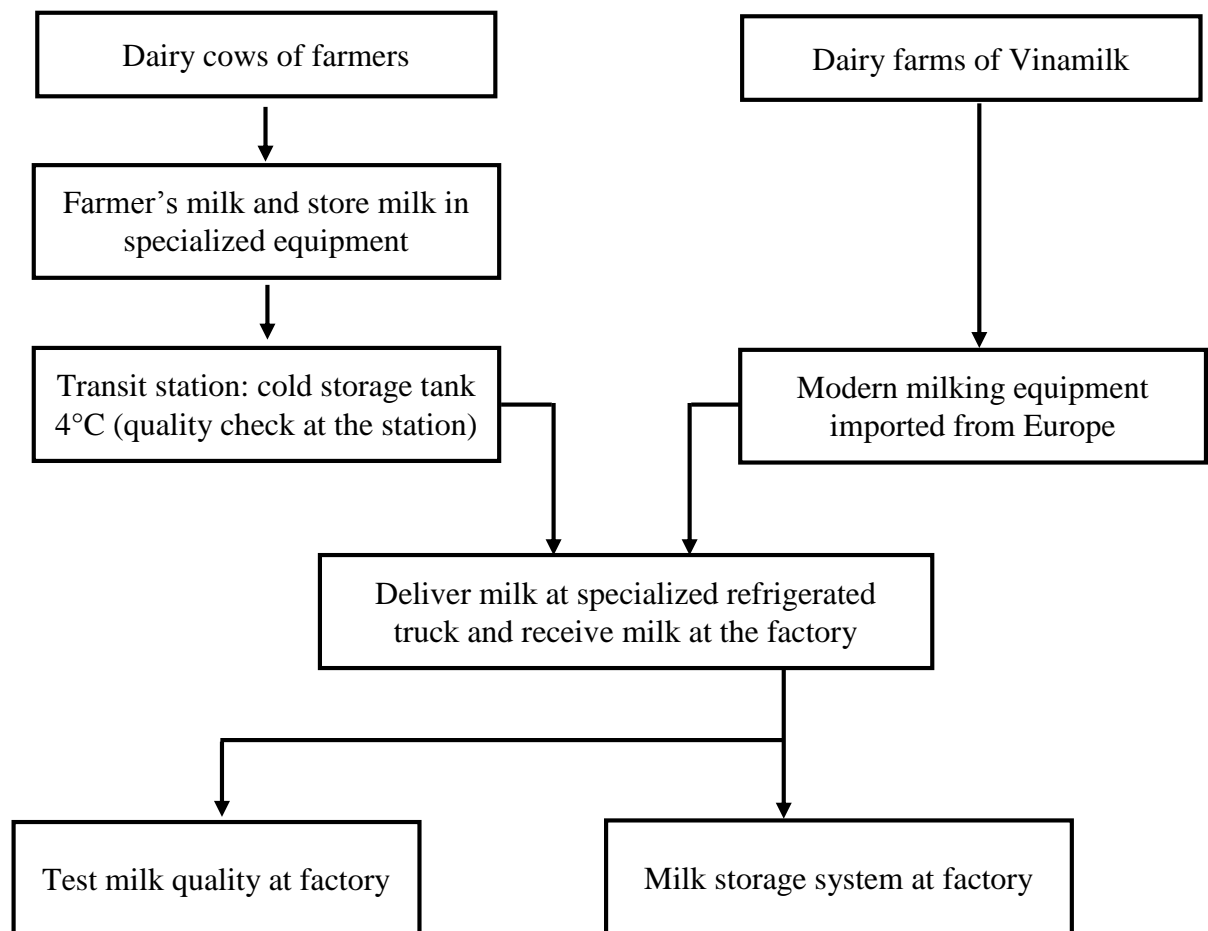 Dairy cows of farmers
Dairy farms of Vinamilk
Farmer’s milk and store milk in
specialized equipment
Transit station: cold storage tank
4°C (quality check at the station)
Modern milking equipment
imported from Europe
Deliver milk at specialized refrigerated
truck and receive milk at the factory
Test milk quality at factory
Milk storage system at factory